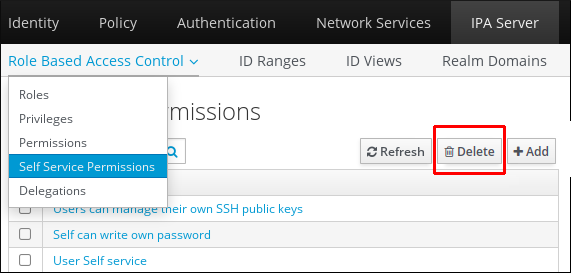 Identity Policy Authentication Network Services IPA Server
Role Based Access Control ID Ranges ID Views Realm Domains
Roles
Privileges
Permissions
Self Service Permissions
Delegations
Refresh Delete Add
Users can manage their own SSH public keys
Self can write own password
User Self service